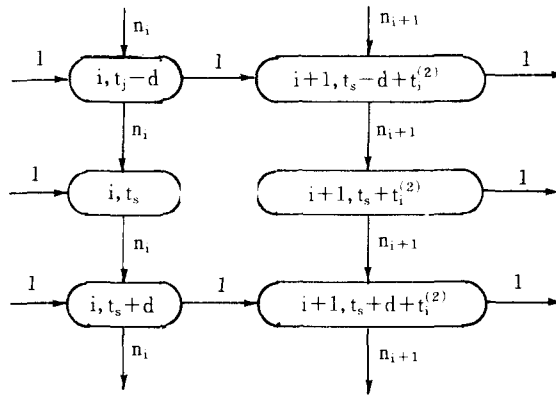 n_i n_{i+1}
1 1 1
i, t_j−d i+1, t_s−d+t_i^{(2)}
n_i n_{i+1}
1 1
i, t_s i+1, t_s+t_i^{(2)}
n_i n_{i+1}
1 1 1
i, t_s+d i+1, t_s+d+t_i^{(2)}
n_i n_{i+1}